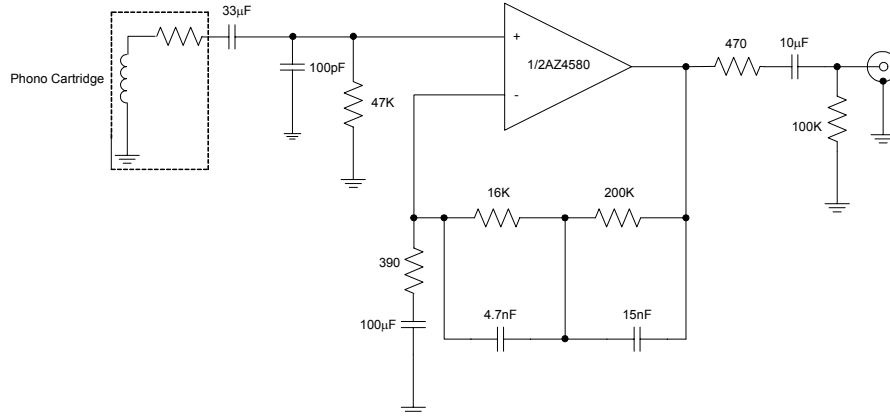 33μF
Phono Cartridge
100pF
47K
+
-
1/2AZ4580
470
10μF
100K
16K
200K
390
100μF
4.7nF
15nF